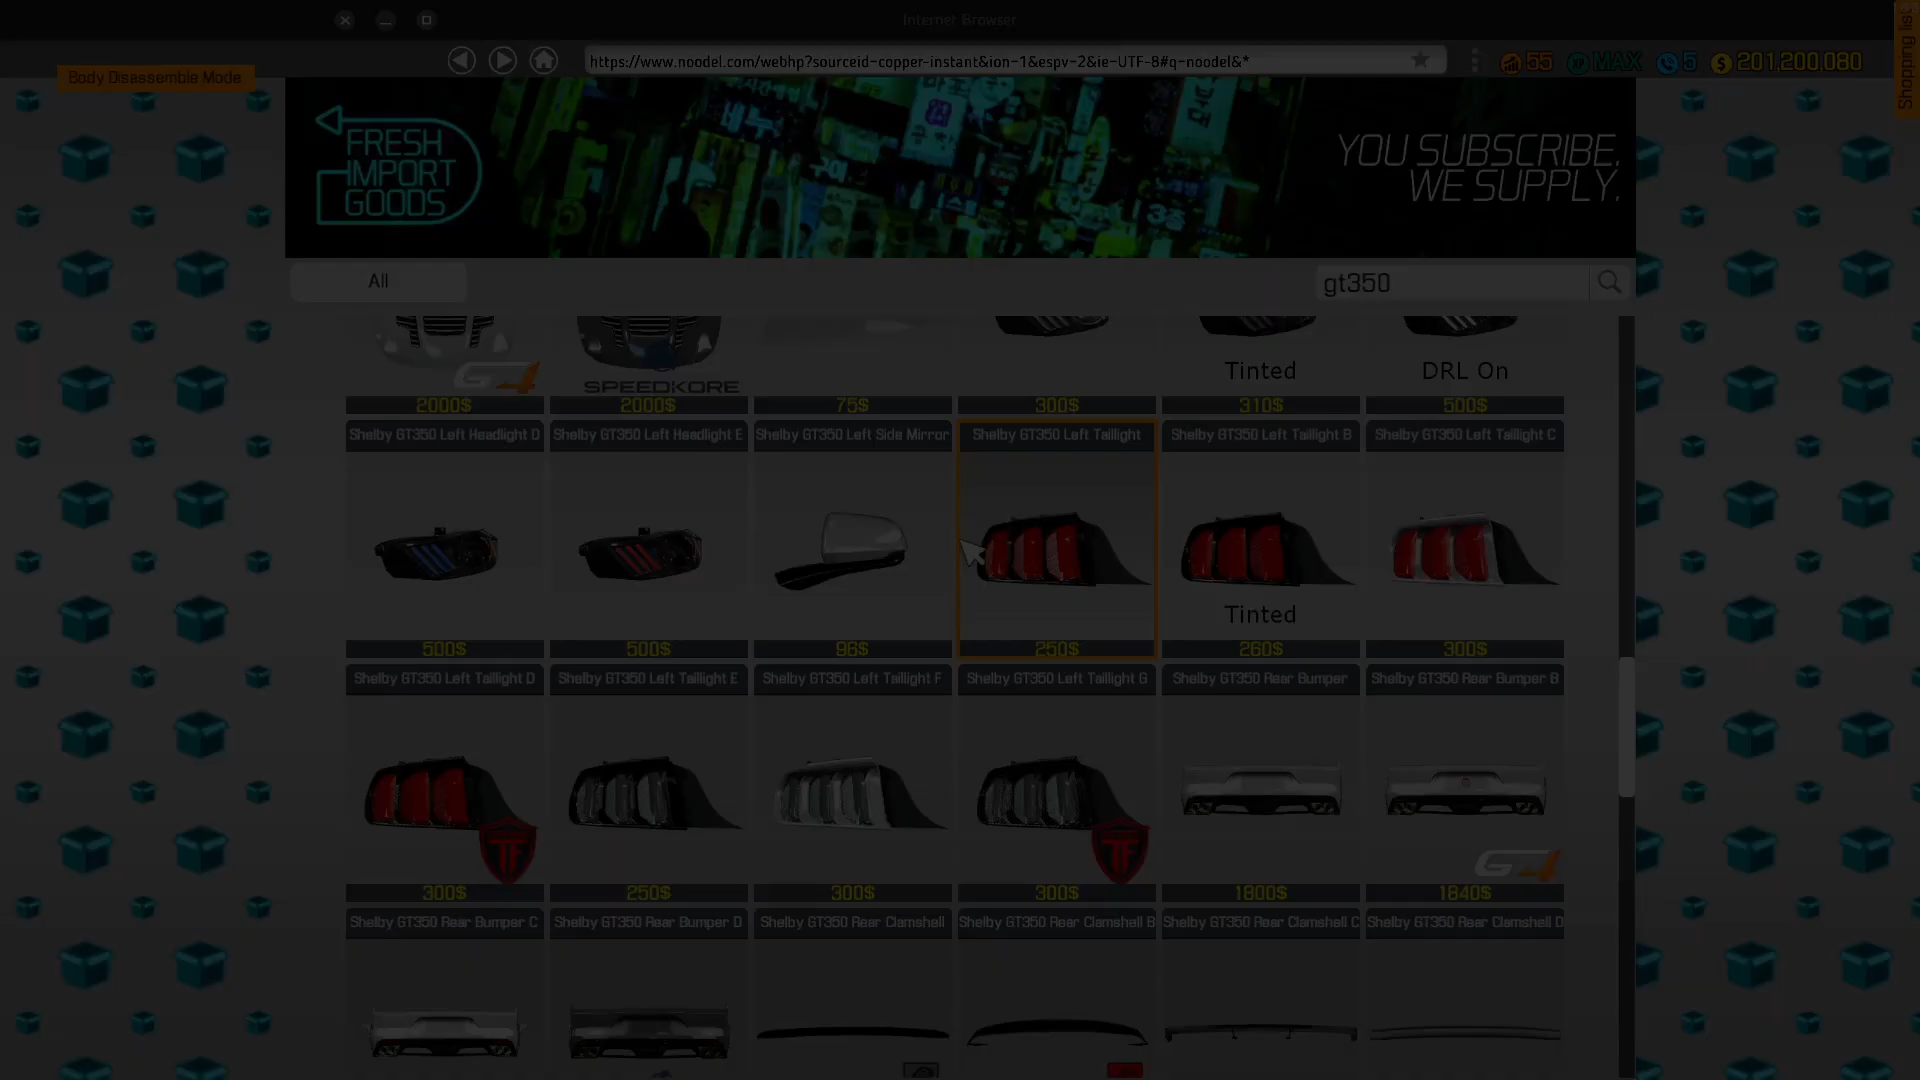 Internet Browser
https://www.noodel.com/webhp?sourceid-copper-instant&ion-1&espv-2&ie-UTF-8#q-noodel&*
55 XP MAX 5 $ 201,200,080
Shopping list
Body Disassemble Mode
FRESH
IMPORT
GOODS
YOU SUBSCRIBE.
WE SUPPLY.
All
gt350
G4
SPEEDKORE
Tinted
DRL On
2000$ 2000$ 75$ 300$ 310$ 500$
Shelby GT350 Left Headlight D
Shelby GT350 Left Headlight E
Shelby GT350 Left Side Mirror
Shelby GT350 Left Taillight
Shelby GT350 Left Taillight B
Shelby GT350 Left Taillight C
Tinted
500$ 500$ 96$ 250$ 260$ 300$
Shelby GT350 Left Taillight D
Shelby GT350 Left Taillight E
Shelby GT350 Left Taillight F
Shelby GT350 Left Taillight G
Shelby GT350 Rear Bumper
Shelby GT350 Rear Bumper B
TF
TF
G4
300$ 250$ 300$ 300$ 1800$ 1840$
Shelby GT350 Rear Bumper C
Shelby GT350 Rear Bumper D
Shelby GT350 Rear Clamshell
Shelby GT350 Rear Clamshell B
Shelby GT350 Rear Clamshell C
Shelby GT350 Rear Clamshell D